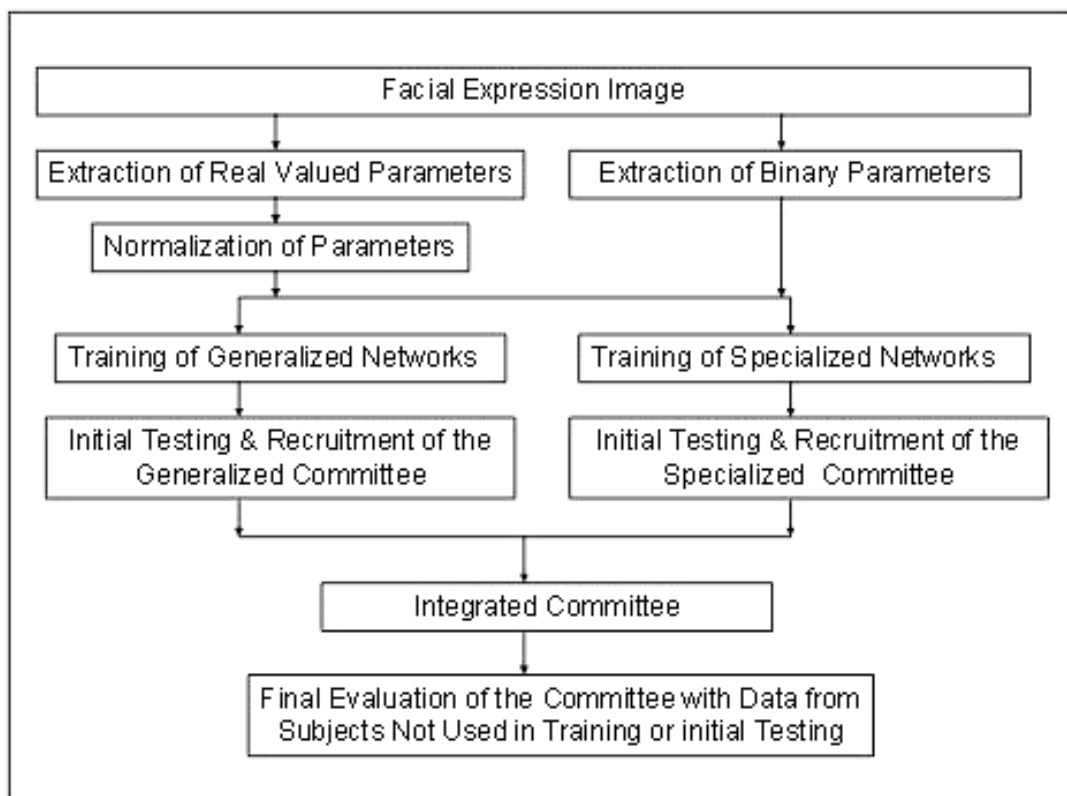 Facial Expression Image
Extraction of Real Valued Parameters
Extraction of Binary Parameters
Normalization of Parameters
Training of Generalized Networks
Training of Specialized Networks
Initial Testing & Recruitment of the
Generalized Committee
Initial Testing & Recruitment of the
Specialized Committee
Integrated Committee
Final Evaluation of the Committee with Data from
Subjects Not Used in Training or initial Testing